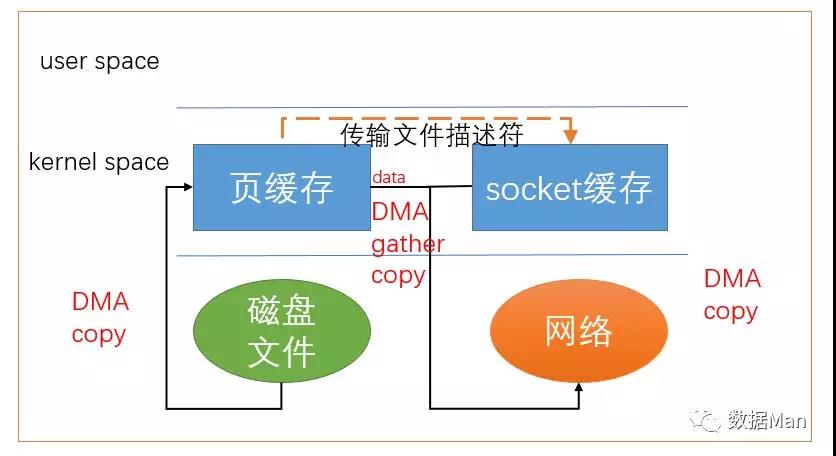 user space
传输文件描述符
kernel space
页缓存
data
socket缓存
DMA
gather
copy
DMA
copy
磁盘
文件
网络
DMA
copy
数据Man